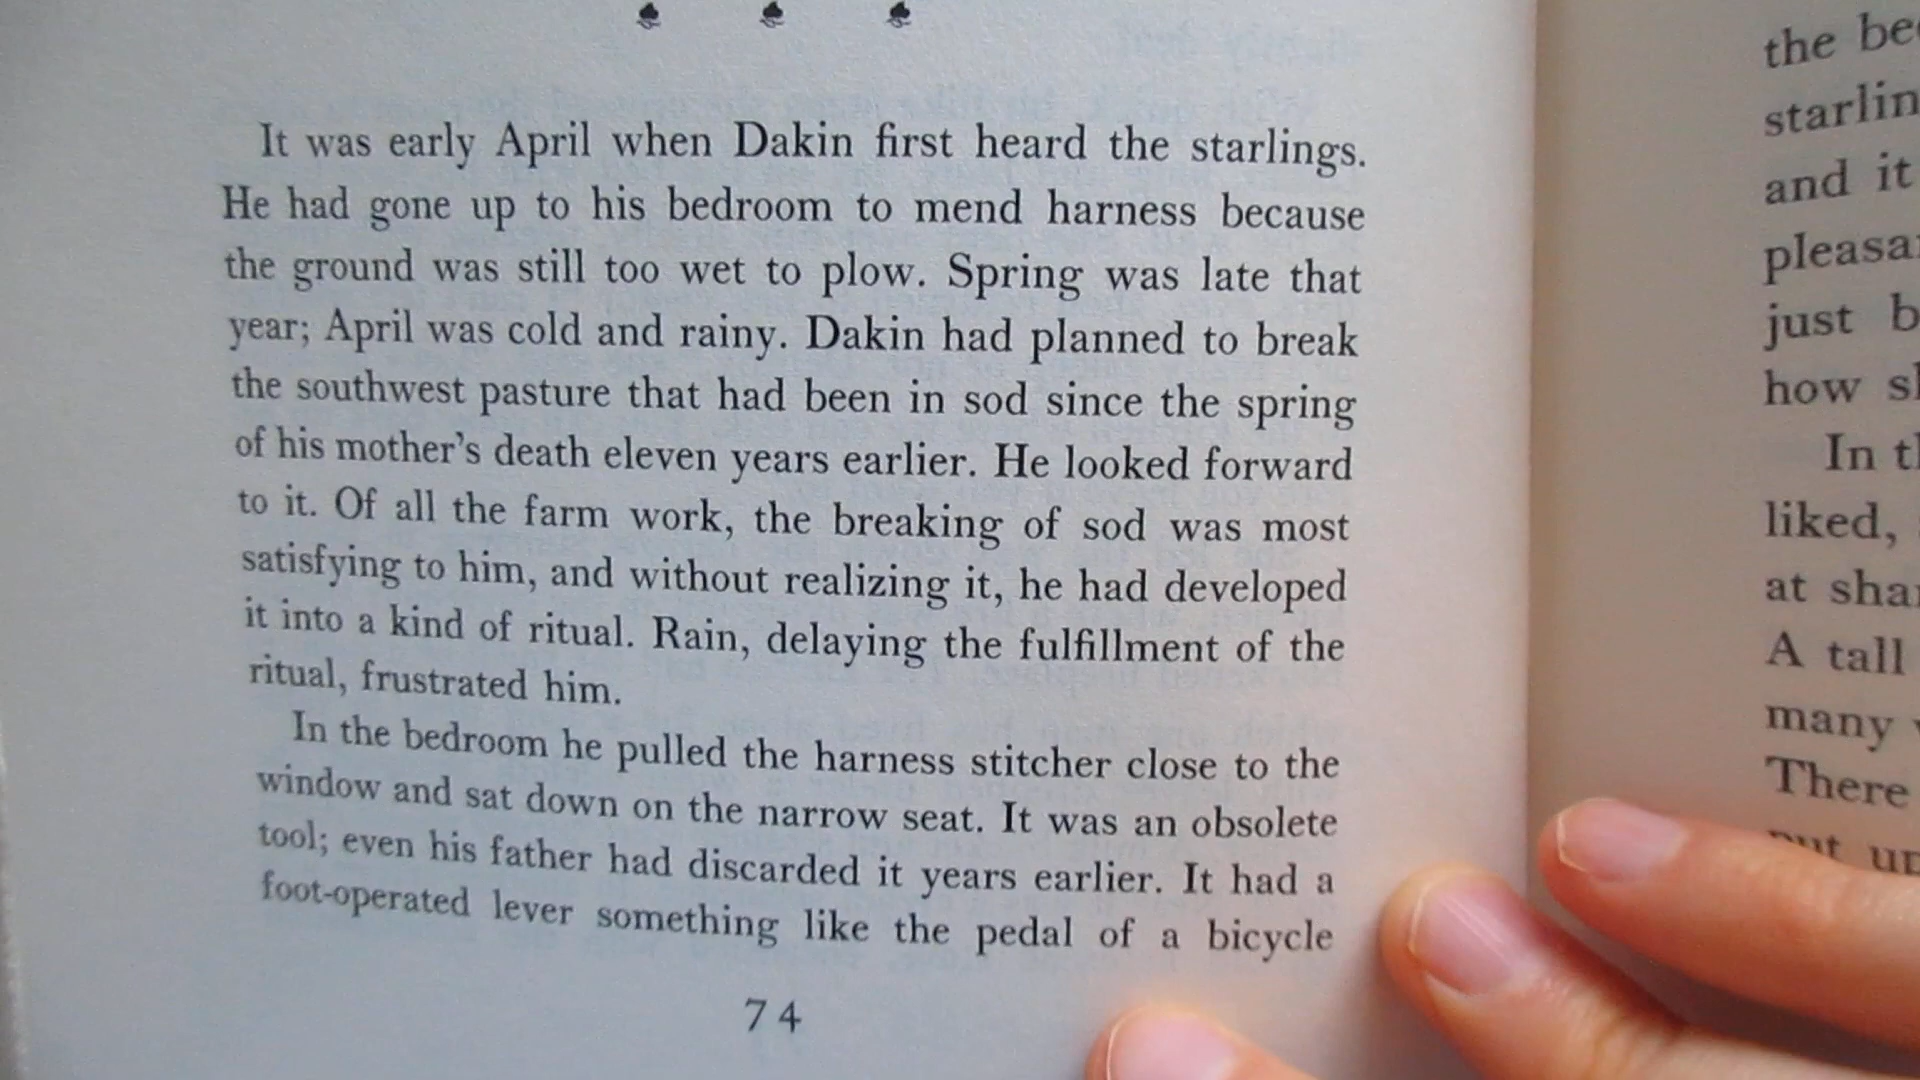 It was early April when Dakin first heard the starlings.
He had gone up to his bedroom to mend harness because
the ground was still too wet to plow. Spring was late that
year; April was cold and rainy. Dakin had planned to break
the southwest pasture that had been in sod since the spring
of his mother's death eleven years earlier. He looked forward
to it. Of all the farm work, the breaking of sod was most
satisfying to him, and without realizing it, he had developed
it into a kind of ritual. Rain, delaying the fulfillment of the
ritual, frustrated him.
In the bedroom he pulled the harness stitcher close to the
window and sat down on the narrow seat. It was an obsolete
tool; even his father had discarded it years earlier. It had a
foot-operated lever something like the pedal of a bicycle
74
the
and it
just
how
In
liked,
at
A tall
many
There